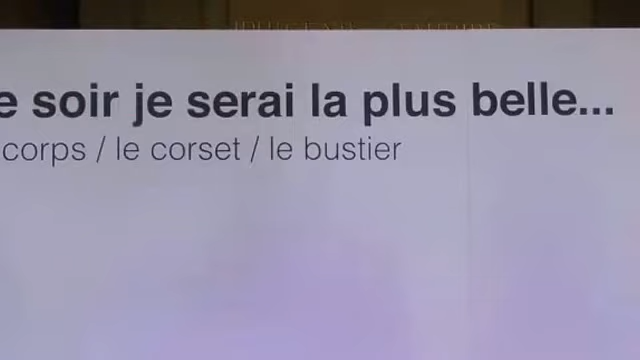 e soir je serai la plus belle...
corps / le corset / le bustier